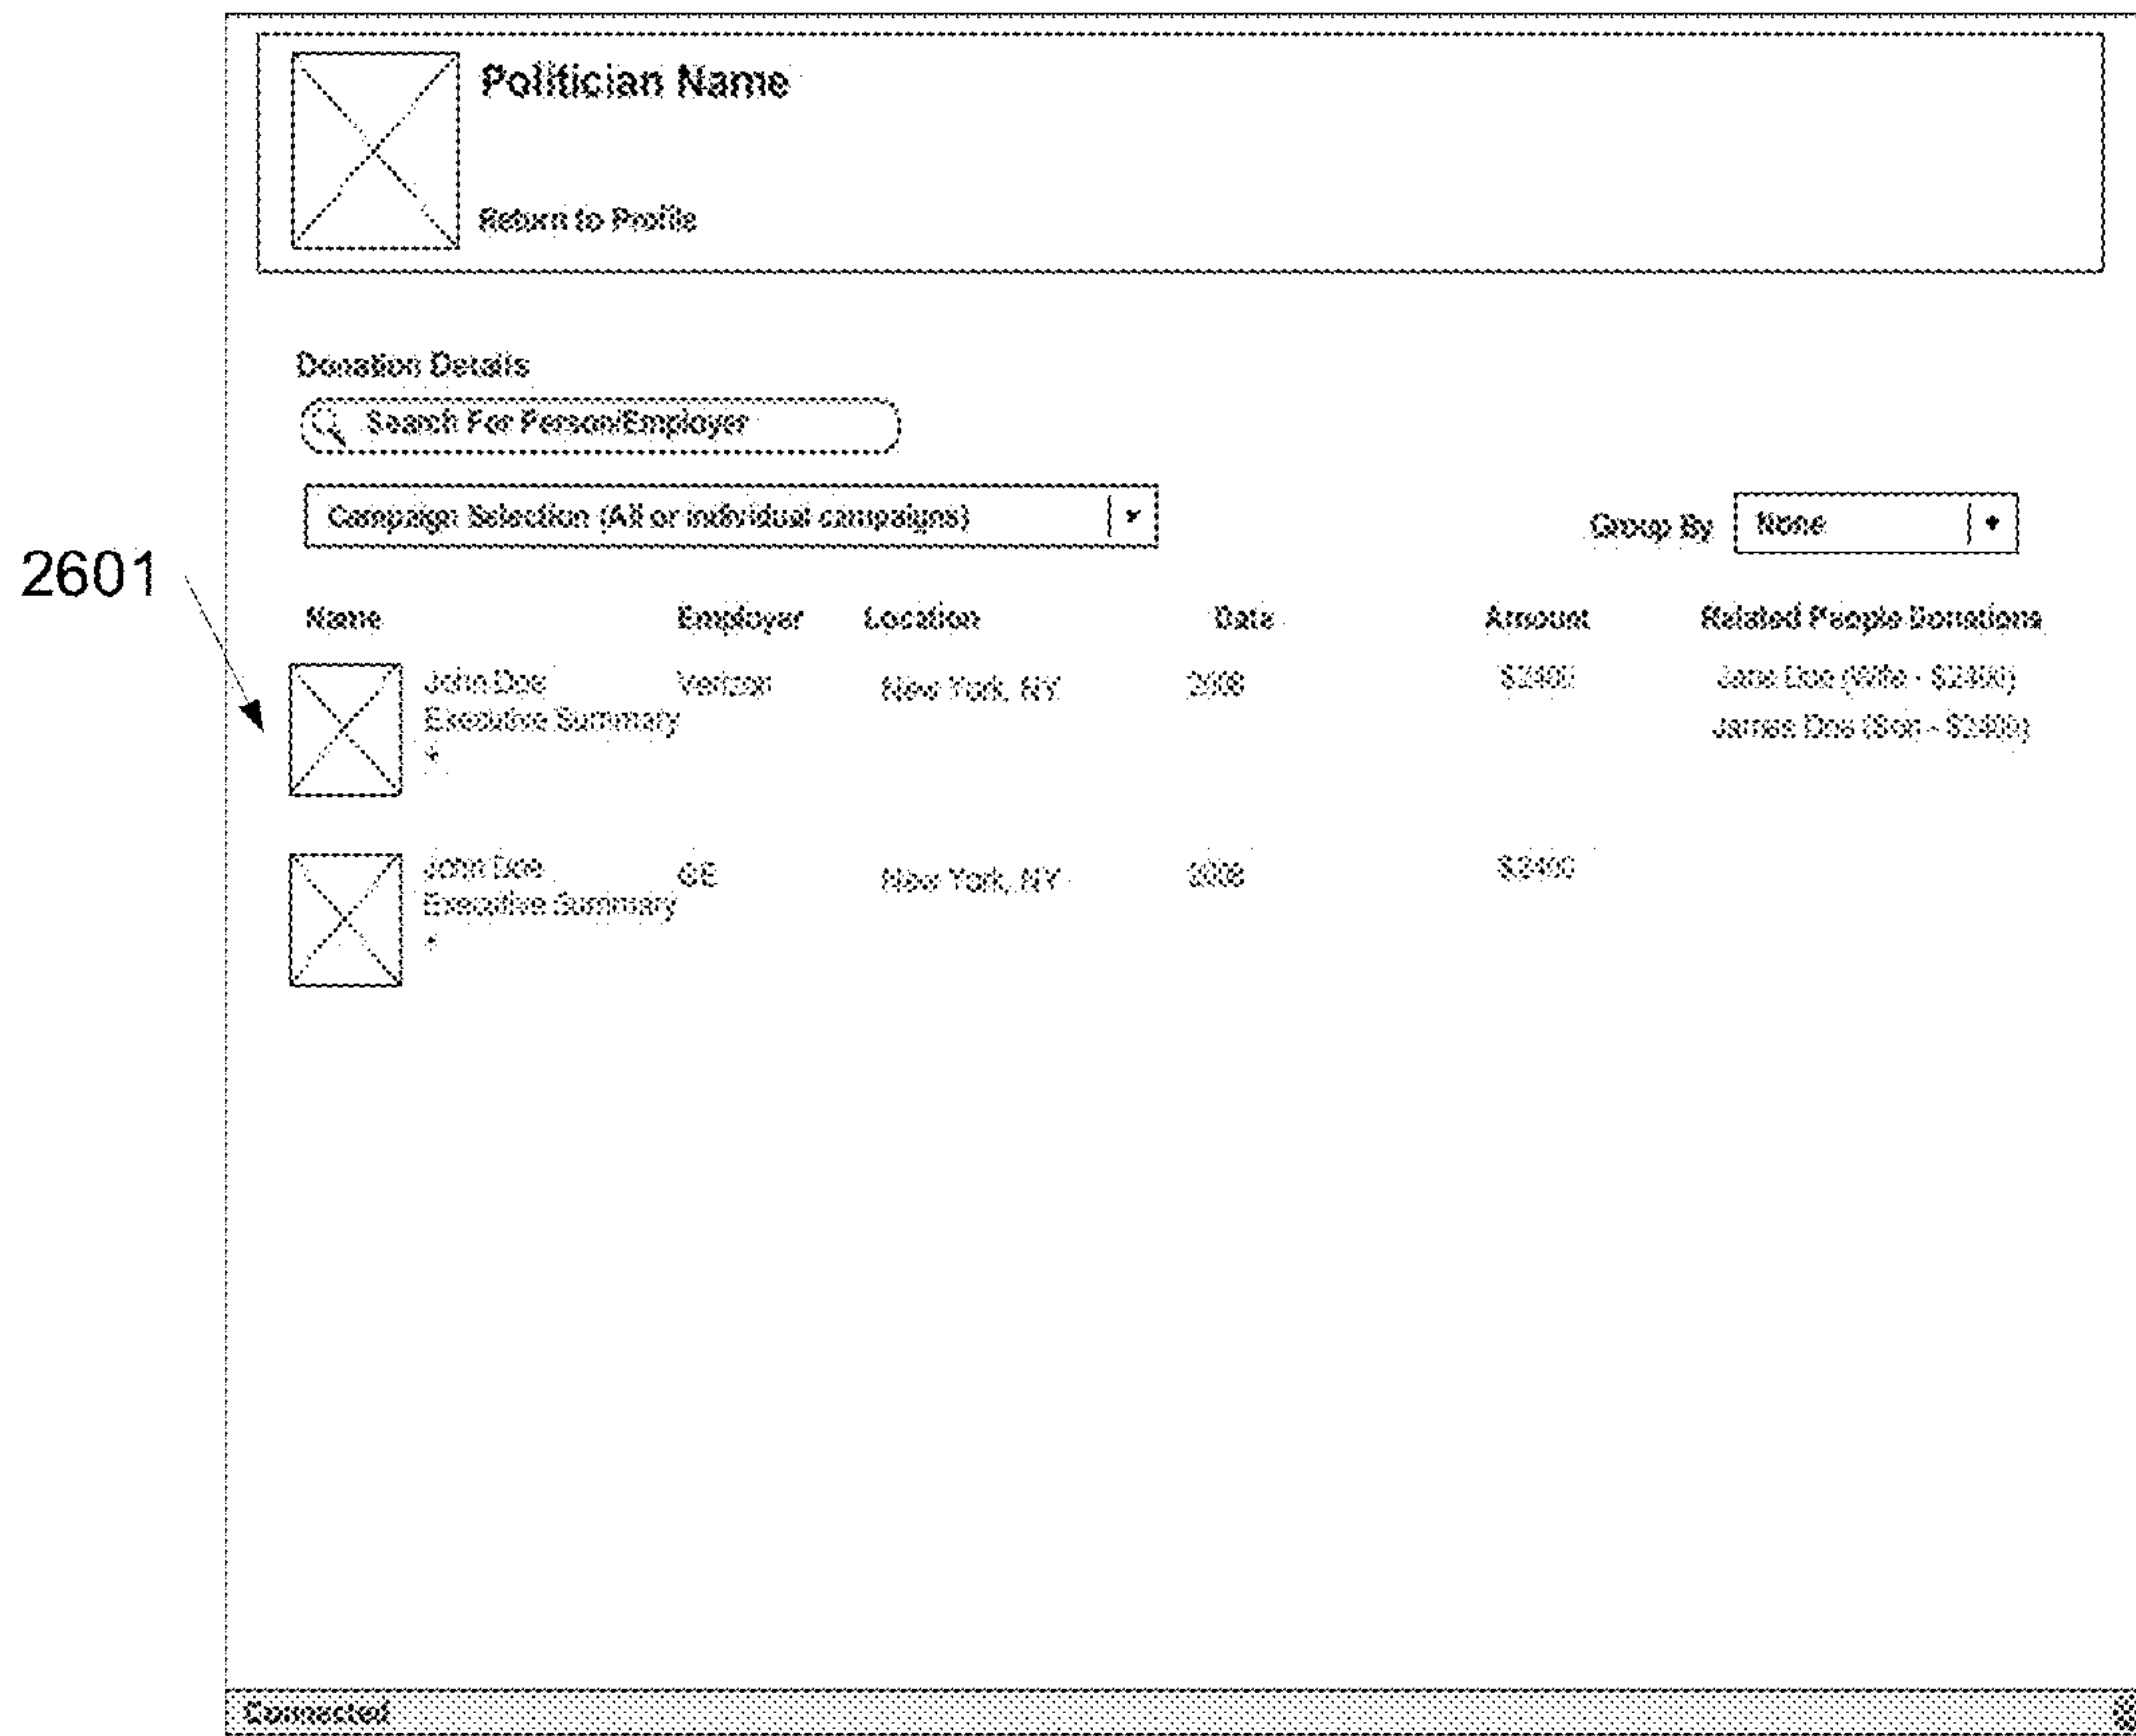 Politician Name
Return to Profile
Donation Details
Search For Person/Employer
Campaign Selection (All or individual campaigns)
Group By None
2601
Name Employer Location Date Amount Related People Donations
John Doe Verizon New York, NY 2008 $2400 Jane Doe (Wife - $2400)
Executive Summary James Doe (Son - $2400)
+
John Doe GE New York, NY 2008 $2400
Executive Summary
+
Connected